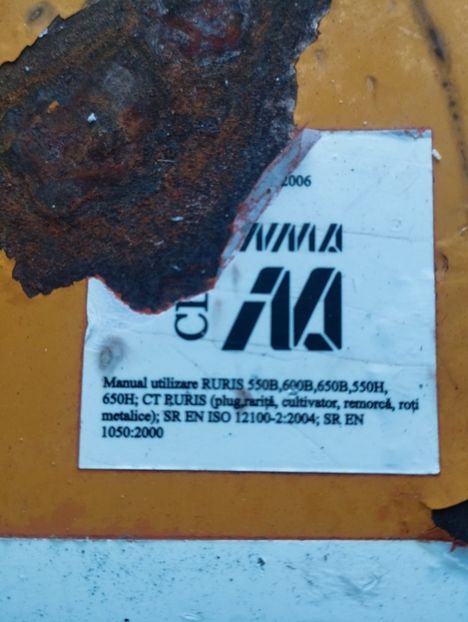 2006
INMA
Manual utilizare RURIS 550B,600B,650B,550H,
650H; CT RURIS (plug,rariță, cultivator, remorcă, roți
metalice); SR EN ISO 12100-2:2004; SR EN
1050:2000